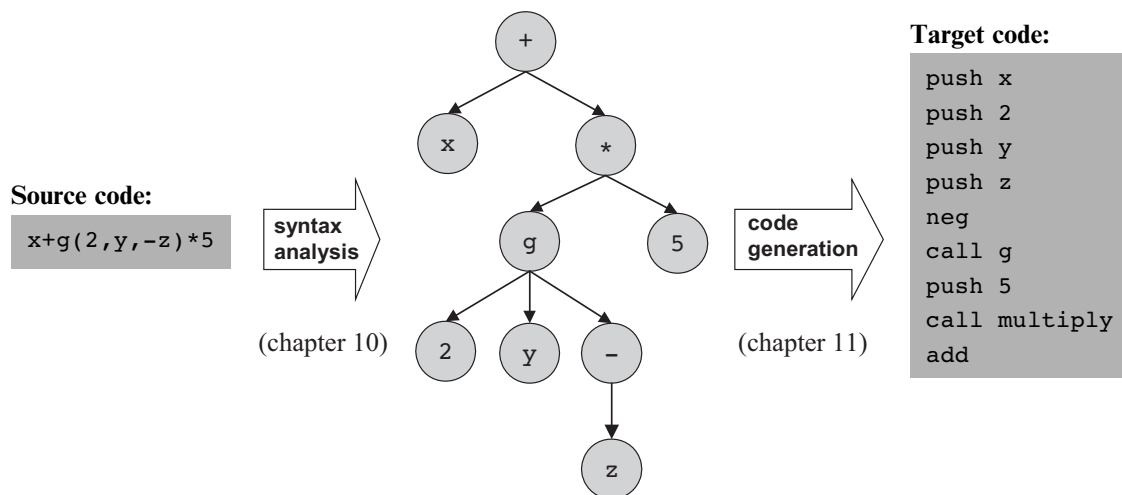 Source code:
x+g(2,y,-z)*5
syntax
analysis
(chapter 10)
+
x
*
g
5
2
y
-
z
code
generation
(chapter 11)
Target code:
push x
push 2
push y
push z
neg
call g
push 5
call multiply
add